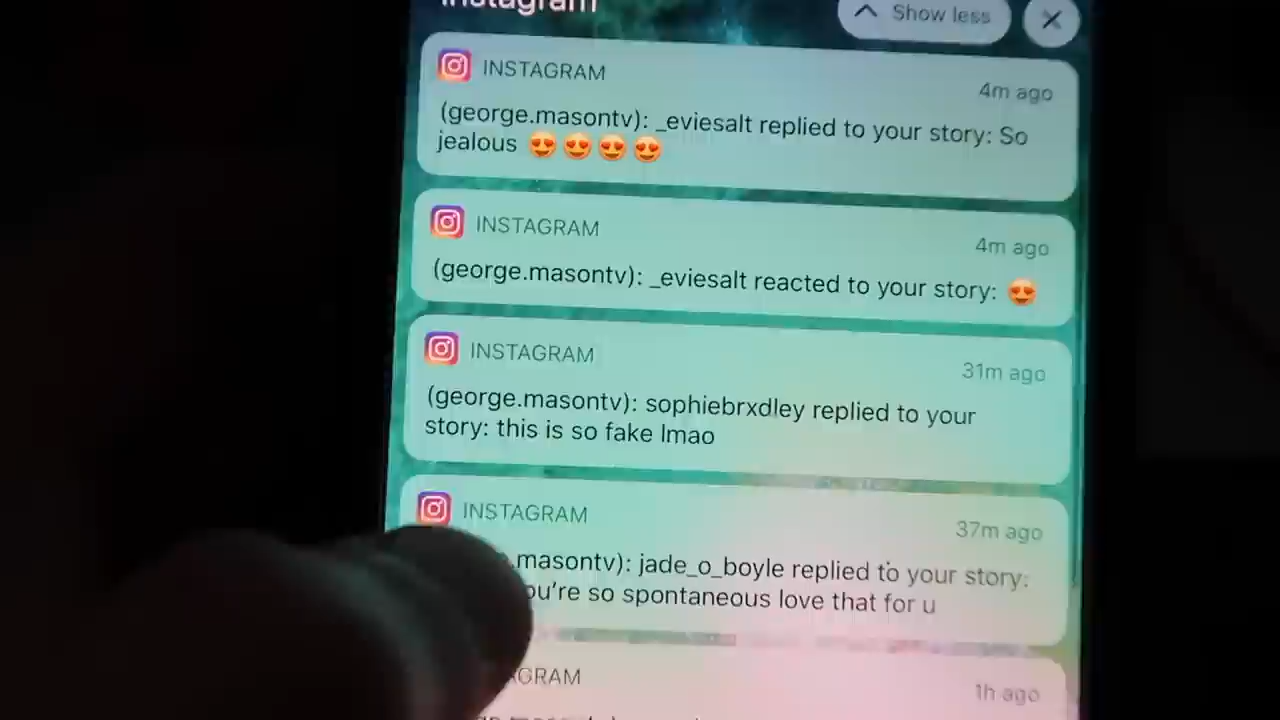 Instagram
Show less
INSTAGRAM
4m ago
(george.masontv): _eviesalt replied to your story: So
jealous 😍😍😍😍
INSTAGRAM
4m ago
(george.masontv): _eviesalt reacted to your story: 😍
INSTAGRAM
31m ago
(george.masontv): sophiebrxdley replied to your
story: this is so fake lmao
INSTAGRAM
37m ago
.masontv): jade_o_boyle replied to your story:
ou're so spontaneous love that for u
GRAM
1h ago